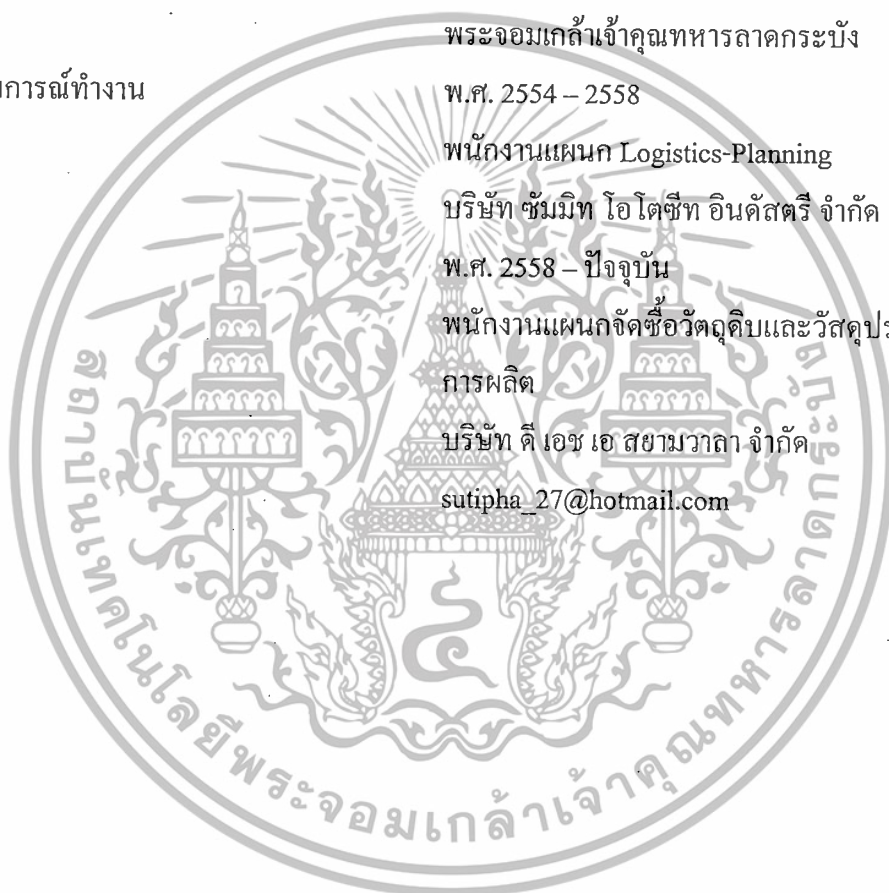 พระจอมเกล้าเจ้าคุณทหารลาดกระบัง
การณ์ทำงาน
พ.ศ. 2554 – 2558
พนักงานแผนก Logistics-Planning
บริษัท ซัมมิท โอโตซีท อินดัสตรี จำกัด
พ.ศ. 2558 – ปัจจุบัน
พนักงานแผนกจัดซื้อวัตถุดิบและวัสดุประ
การผลิต
บริษัท ดี เอช เอ สยามวาลา จำกัด
sutipha_27@hotmail.com
สถาบันเทคโนโลยีพระจอมเกล้าเจ้าคุณทหารลาดกระบัง